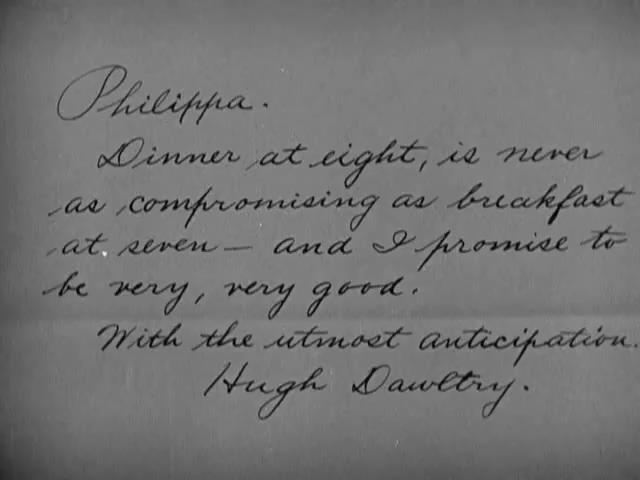 Philippa.
Dinner at eight, is never
as compromising as breakfast
at seven — and I promise to
be very, very good.
With the utmost anticipation.
Hugh Dawltry.